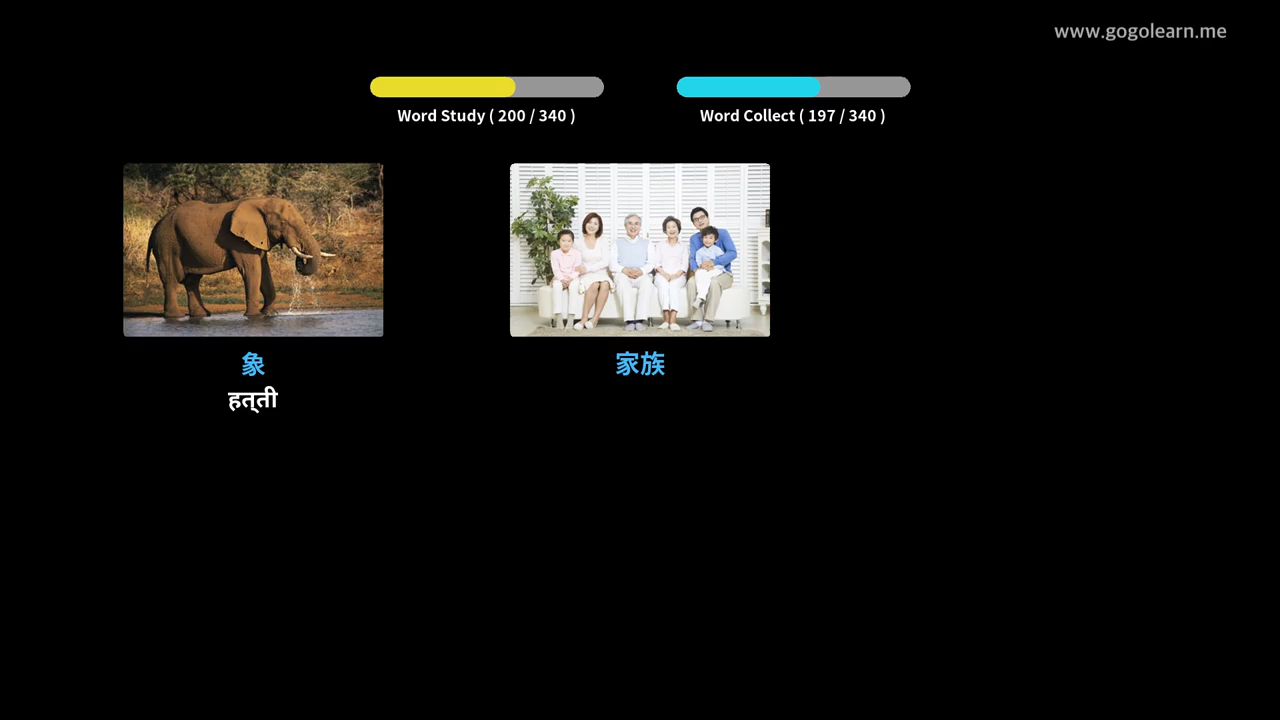 www.gogolearn.me
Word Study ( 200 / 340 )
Word Collect ( 197 / 340 )
象
हत्‌ती
家族